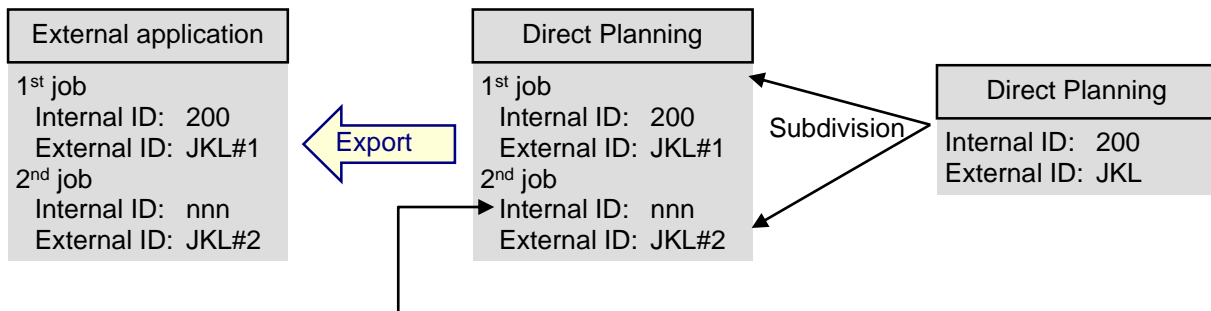 External application
1st job
Internal ID: 200
External ID: JKL#1
2nd job
Internal ID: nnn
External ID: JKL#2
Export
Direct Planning
1st job
Internal ID: 200
External ID: JKL#1
2nd job
Internal ID: nnn
External ID: JKL#2
Subdivision
Direct Planning
Internal ID: 200
External ID: JKL